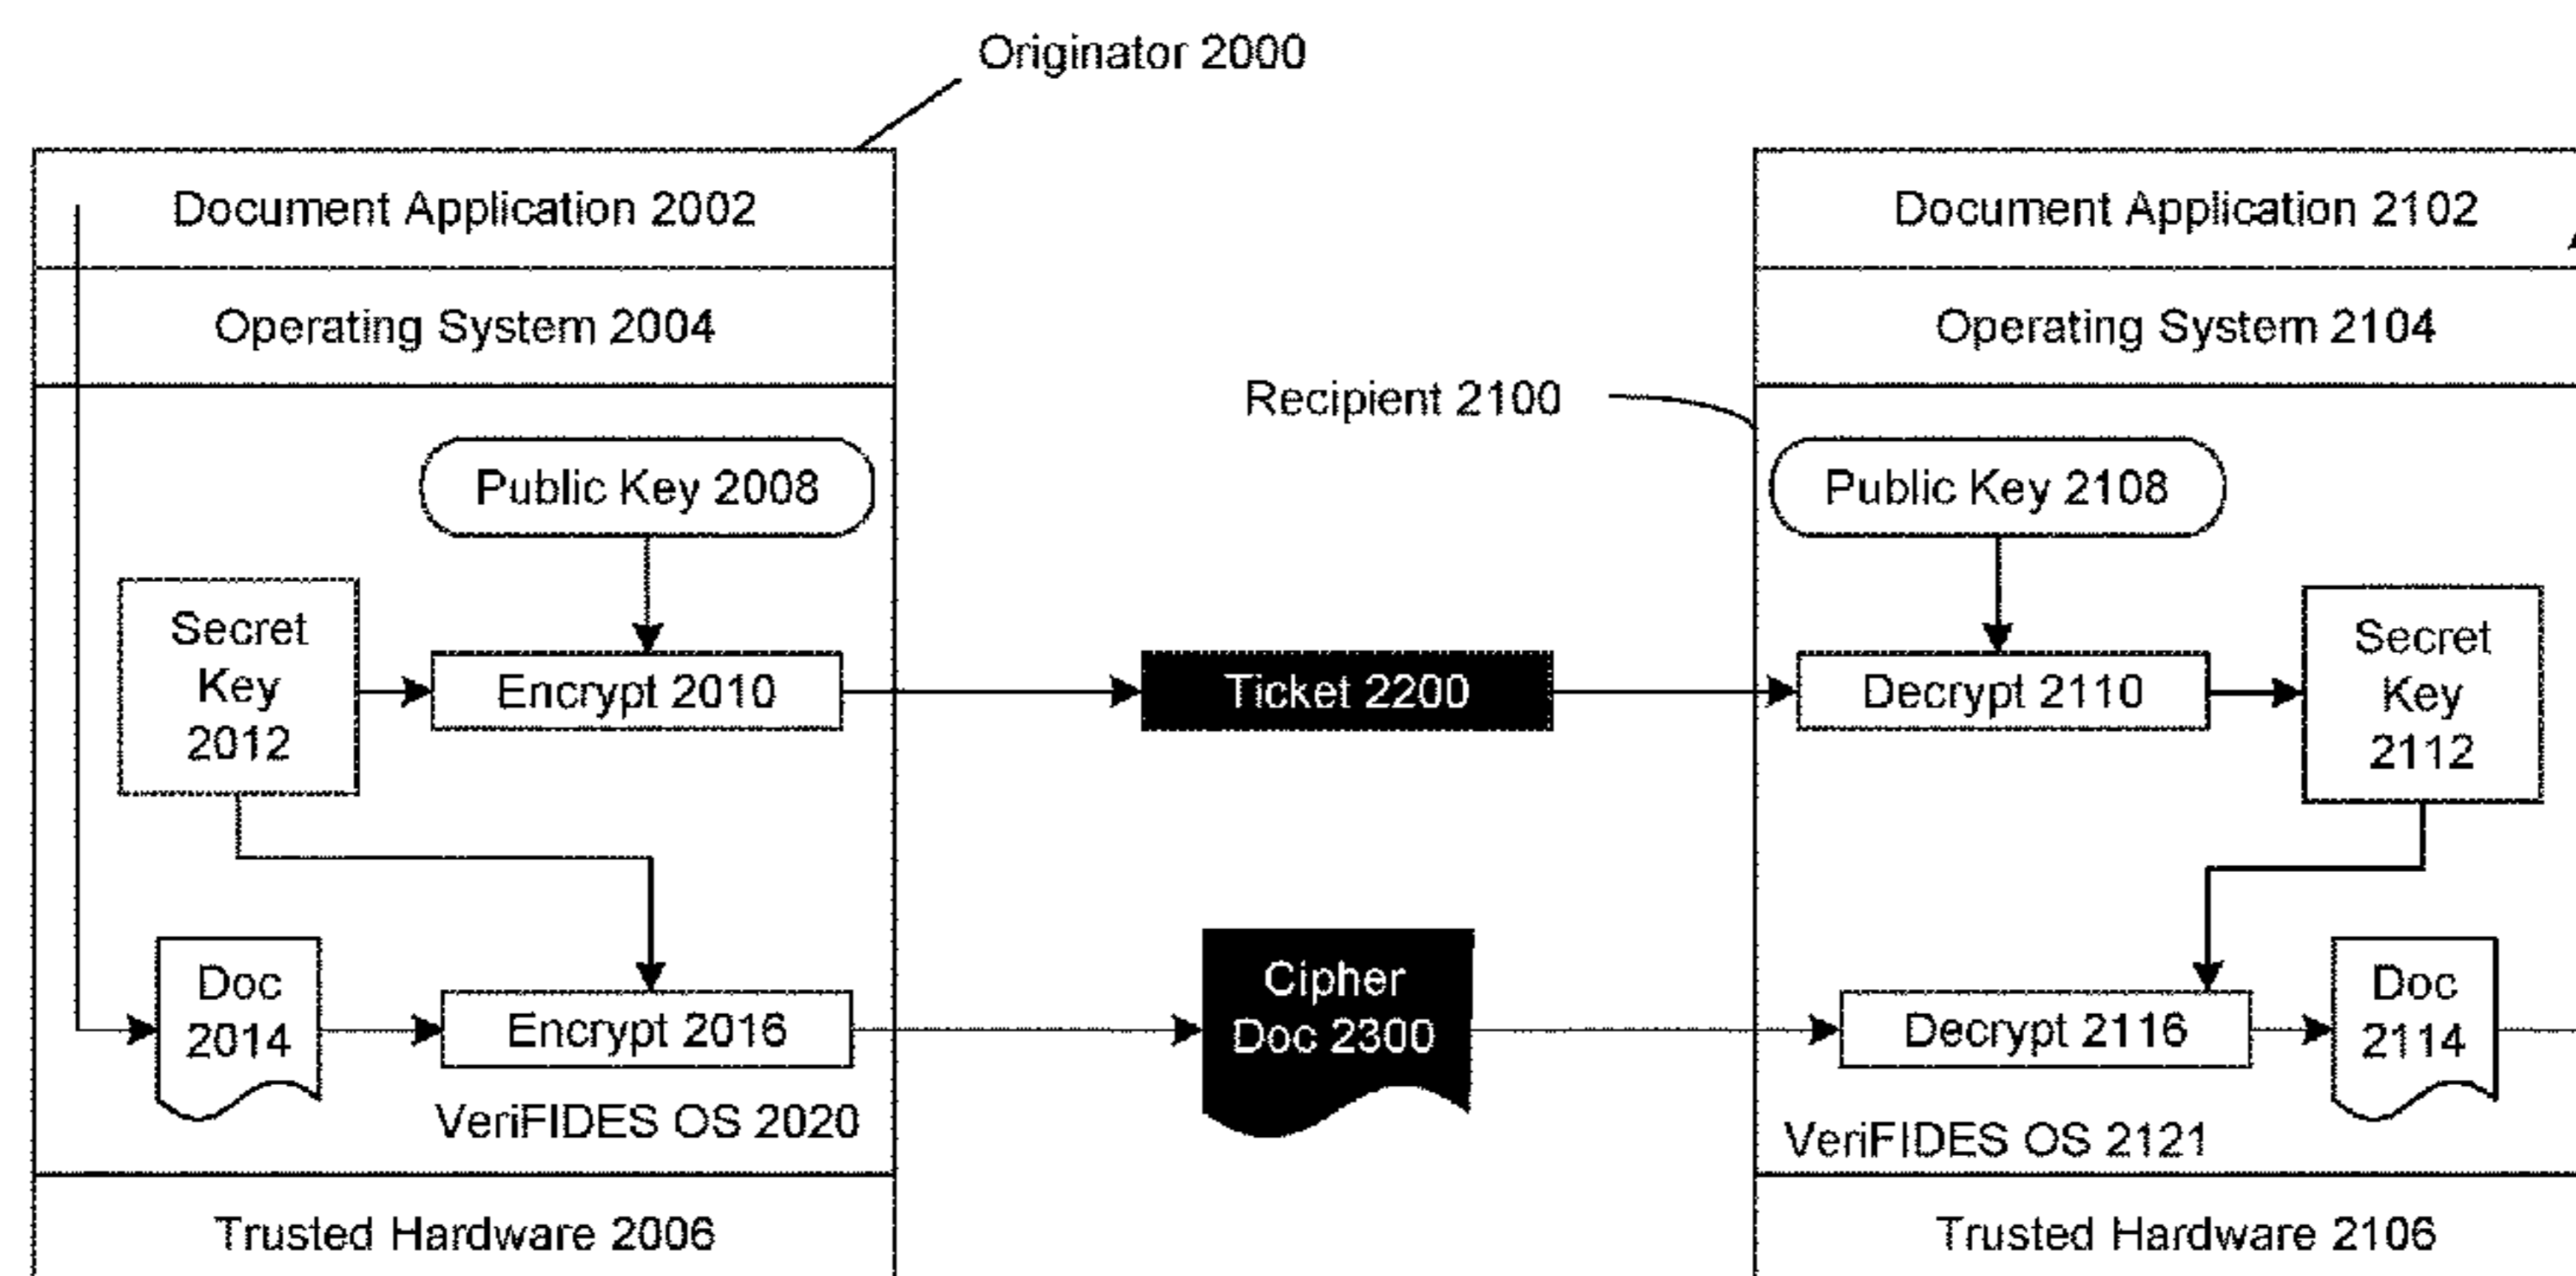 Originator 2000
Document Application 2002
Operating System 2004
Public Key 2008
Secret
Key
2012
Encrypt 2010
Doc
2014
Encrypt 2016
VeriFIDES OS 2020
Trusted Hardware 2006
Ticket 2200
Cipher
Doc 2300
Recipient 2100
Document Application 2102
Operating System 2104
Public Key 2108
Decrypt 2110
Secret
Key
2112
Decrypt 2116
Doc
2114
VeriFIDES OS 2121
Trusted Hardware 2106